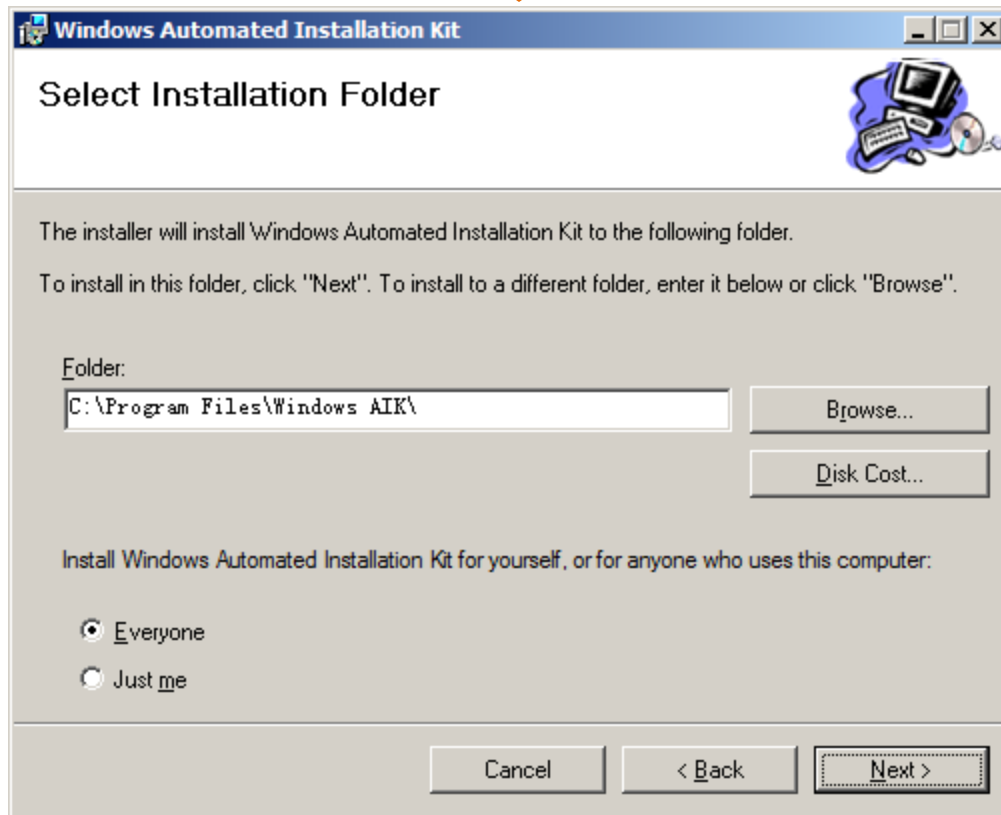 Windows Automated Installation Kit
Select Installation Folder
The installer will install Windows Automated Installation Kit to the following folder.
To install in this folder, click "Next". To install to a different folder, enter it below or click "Browse".
Folder:
C:\Program Files\Windows AIK\
Browse...
Disk Cost...
Install Windows Automated Installation Kit for yourself, or for anyone who uses this computer:
Everyone
Just me
Cancel
< Back
Next >